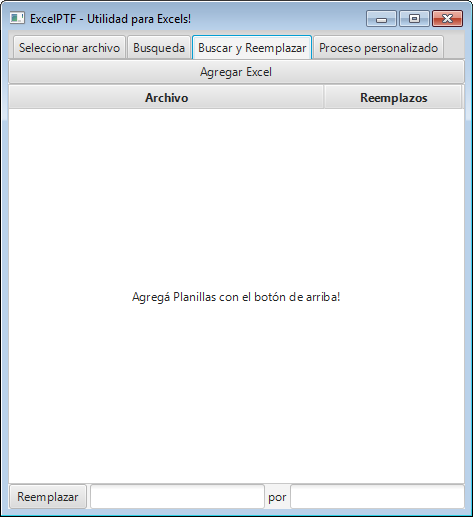 ExcelPTF - Utilidad para Excels!
Seleccionar archivo Busqueda Buscar y Reemplazar Proceso personalizado
Agregar Excel
Archivo Reemplazos
Agregá Planillas con el botón de arriba!
Reemplazar por